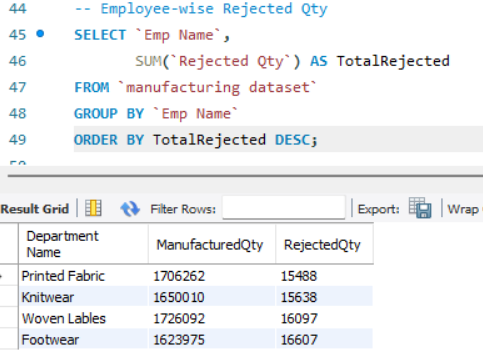 44 -- Employee-wise Rejected Qty
45 SELECT `Emp Name`,
46 SUM(`Rejected Qty`) AS TotalRejected
47 FROM `manufacturing dataset`
48 GROUP BY `Emp Name`
49 ORDER BY TotalRejected DESC;
Result Grid Filter Rows: Export: Wrap
Department
Name ManufacturedQty RejectedQty
Printed Fabric 1706262 15488
Knitwear 1650010 15638
Woven Lables 1726092 16097
Footwear 1623975 16607